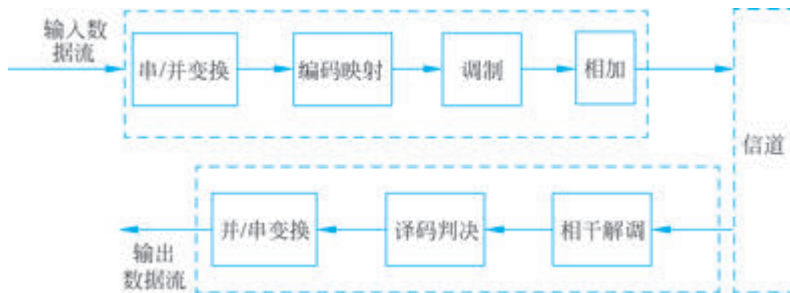 输入数
据流
串/并变换
编码映射
调制
相加
信道
并/串变换
译码判决
相干解调
输出
数据流